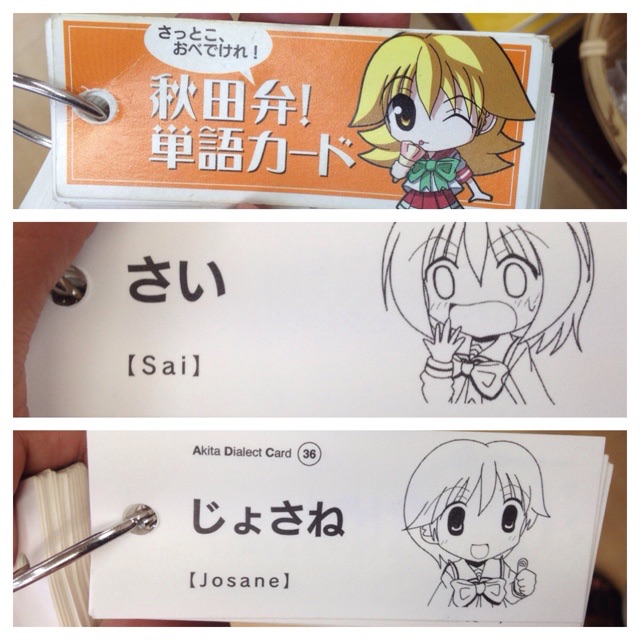 さっとこ、
おべでけれ！
秋田弁！
単語カード
さい
【Sai】
Akita Dialect Card 36
じょさね
【Josane】